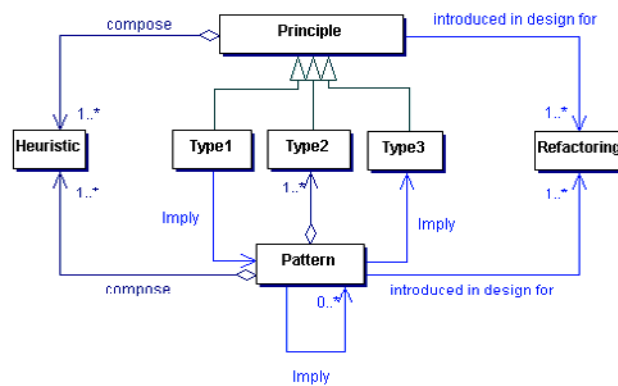 Principle
compose
introduced in design for
1..*
1..*
Heuristic
Type1
Type2
Type3
Refactoring
1..*
1..*
1..*
Imply
Imply
Pattern
compose
introduced in design for
0..*
Imply